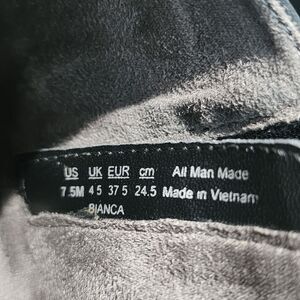 US UK EUR cm All Man Made
7.5M 4 5 37 5 24.5 Made in Vietnam
BIANCA